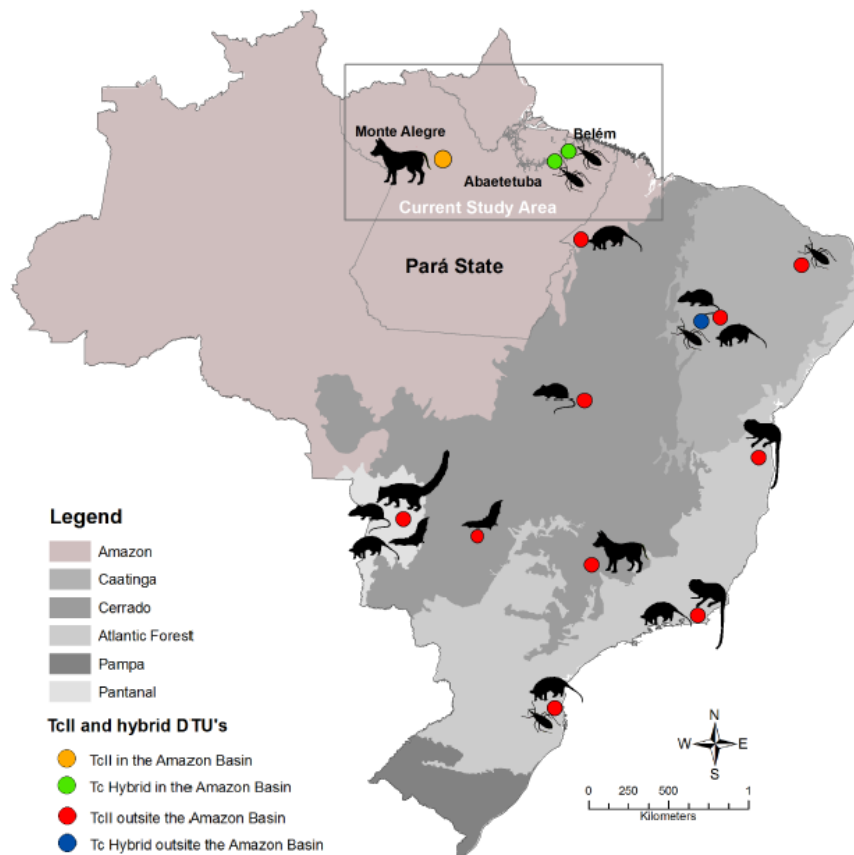 Monte Alegre
Belém
Abaetetuba
Current Study Area
Pará State
Legend
Amazon
Caatinga
Cerrado
Atlantic Forest
Pampa
Pantanal
TcII and hybrid DTU's
TcII in the Amazon Basin
Tc Hybrid in the Amazon Basin
TcII outsite the Amazon Basin
Tc Hybrid outside the Amazon Basin
N
W E
S
0 250 500 1
Kilometers